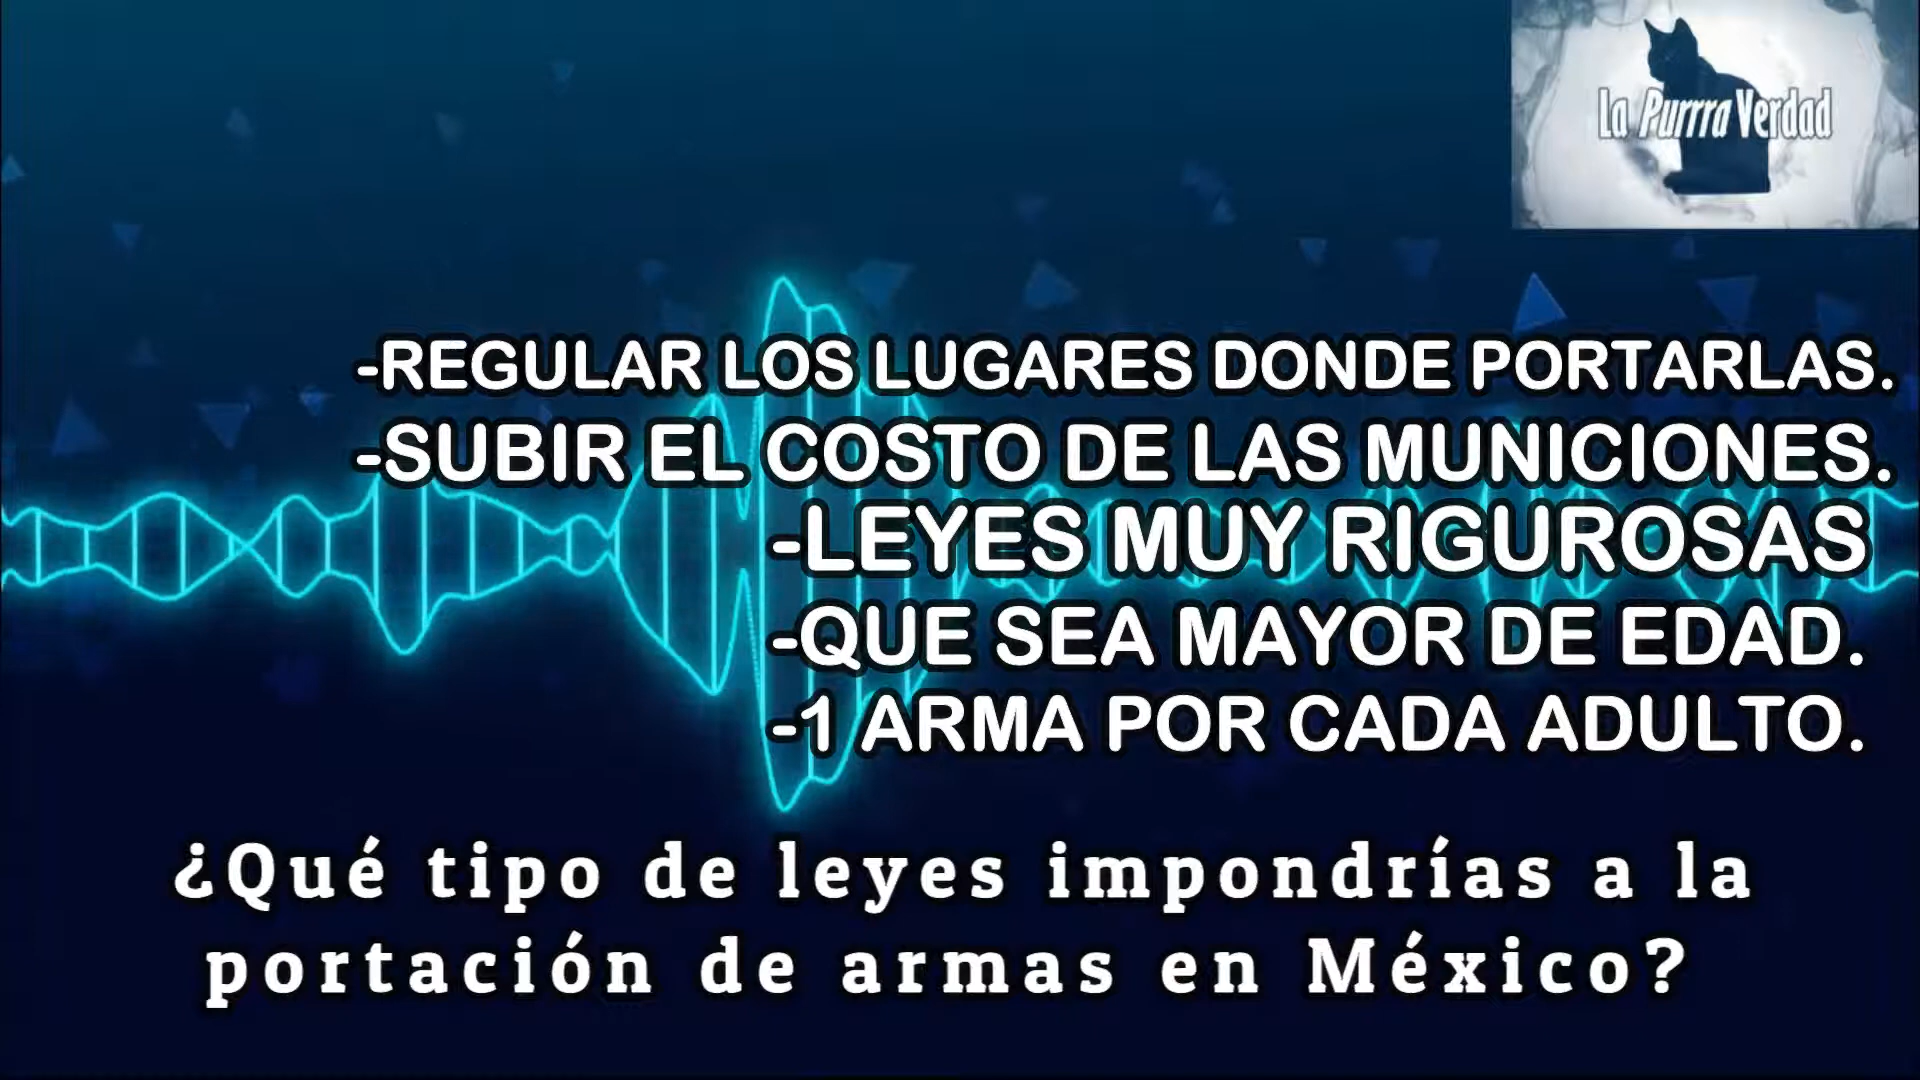 La Purrra Verdad
-REGULAR LOS LUGARES DONDE PORTARLAS.
-SUBIR EL COSTO DE LAS MUNICIONES.
-LEYES MUY RIGUROSAS
-QUE SEA MAYOR DE EDAD.
-1 ARMA POR CADA ADULTO.
¿Qué tipo de leyes impondrías a la
portación de armas en México?